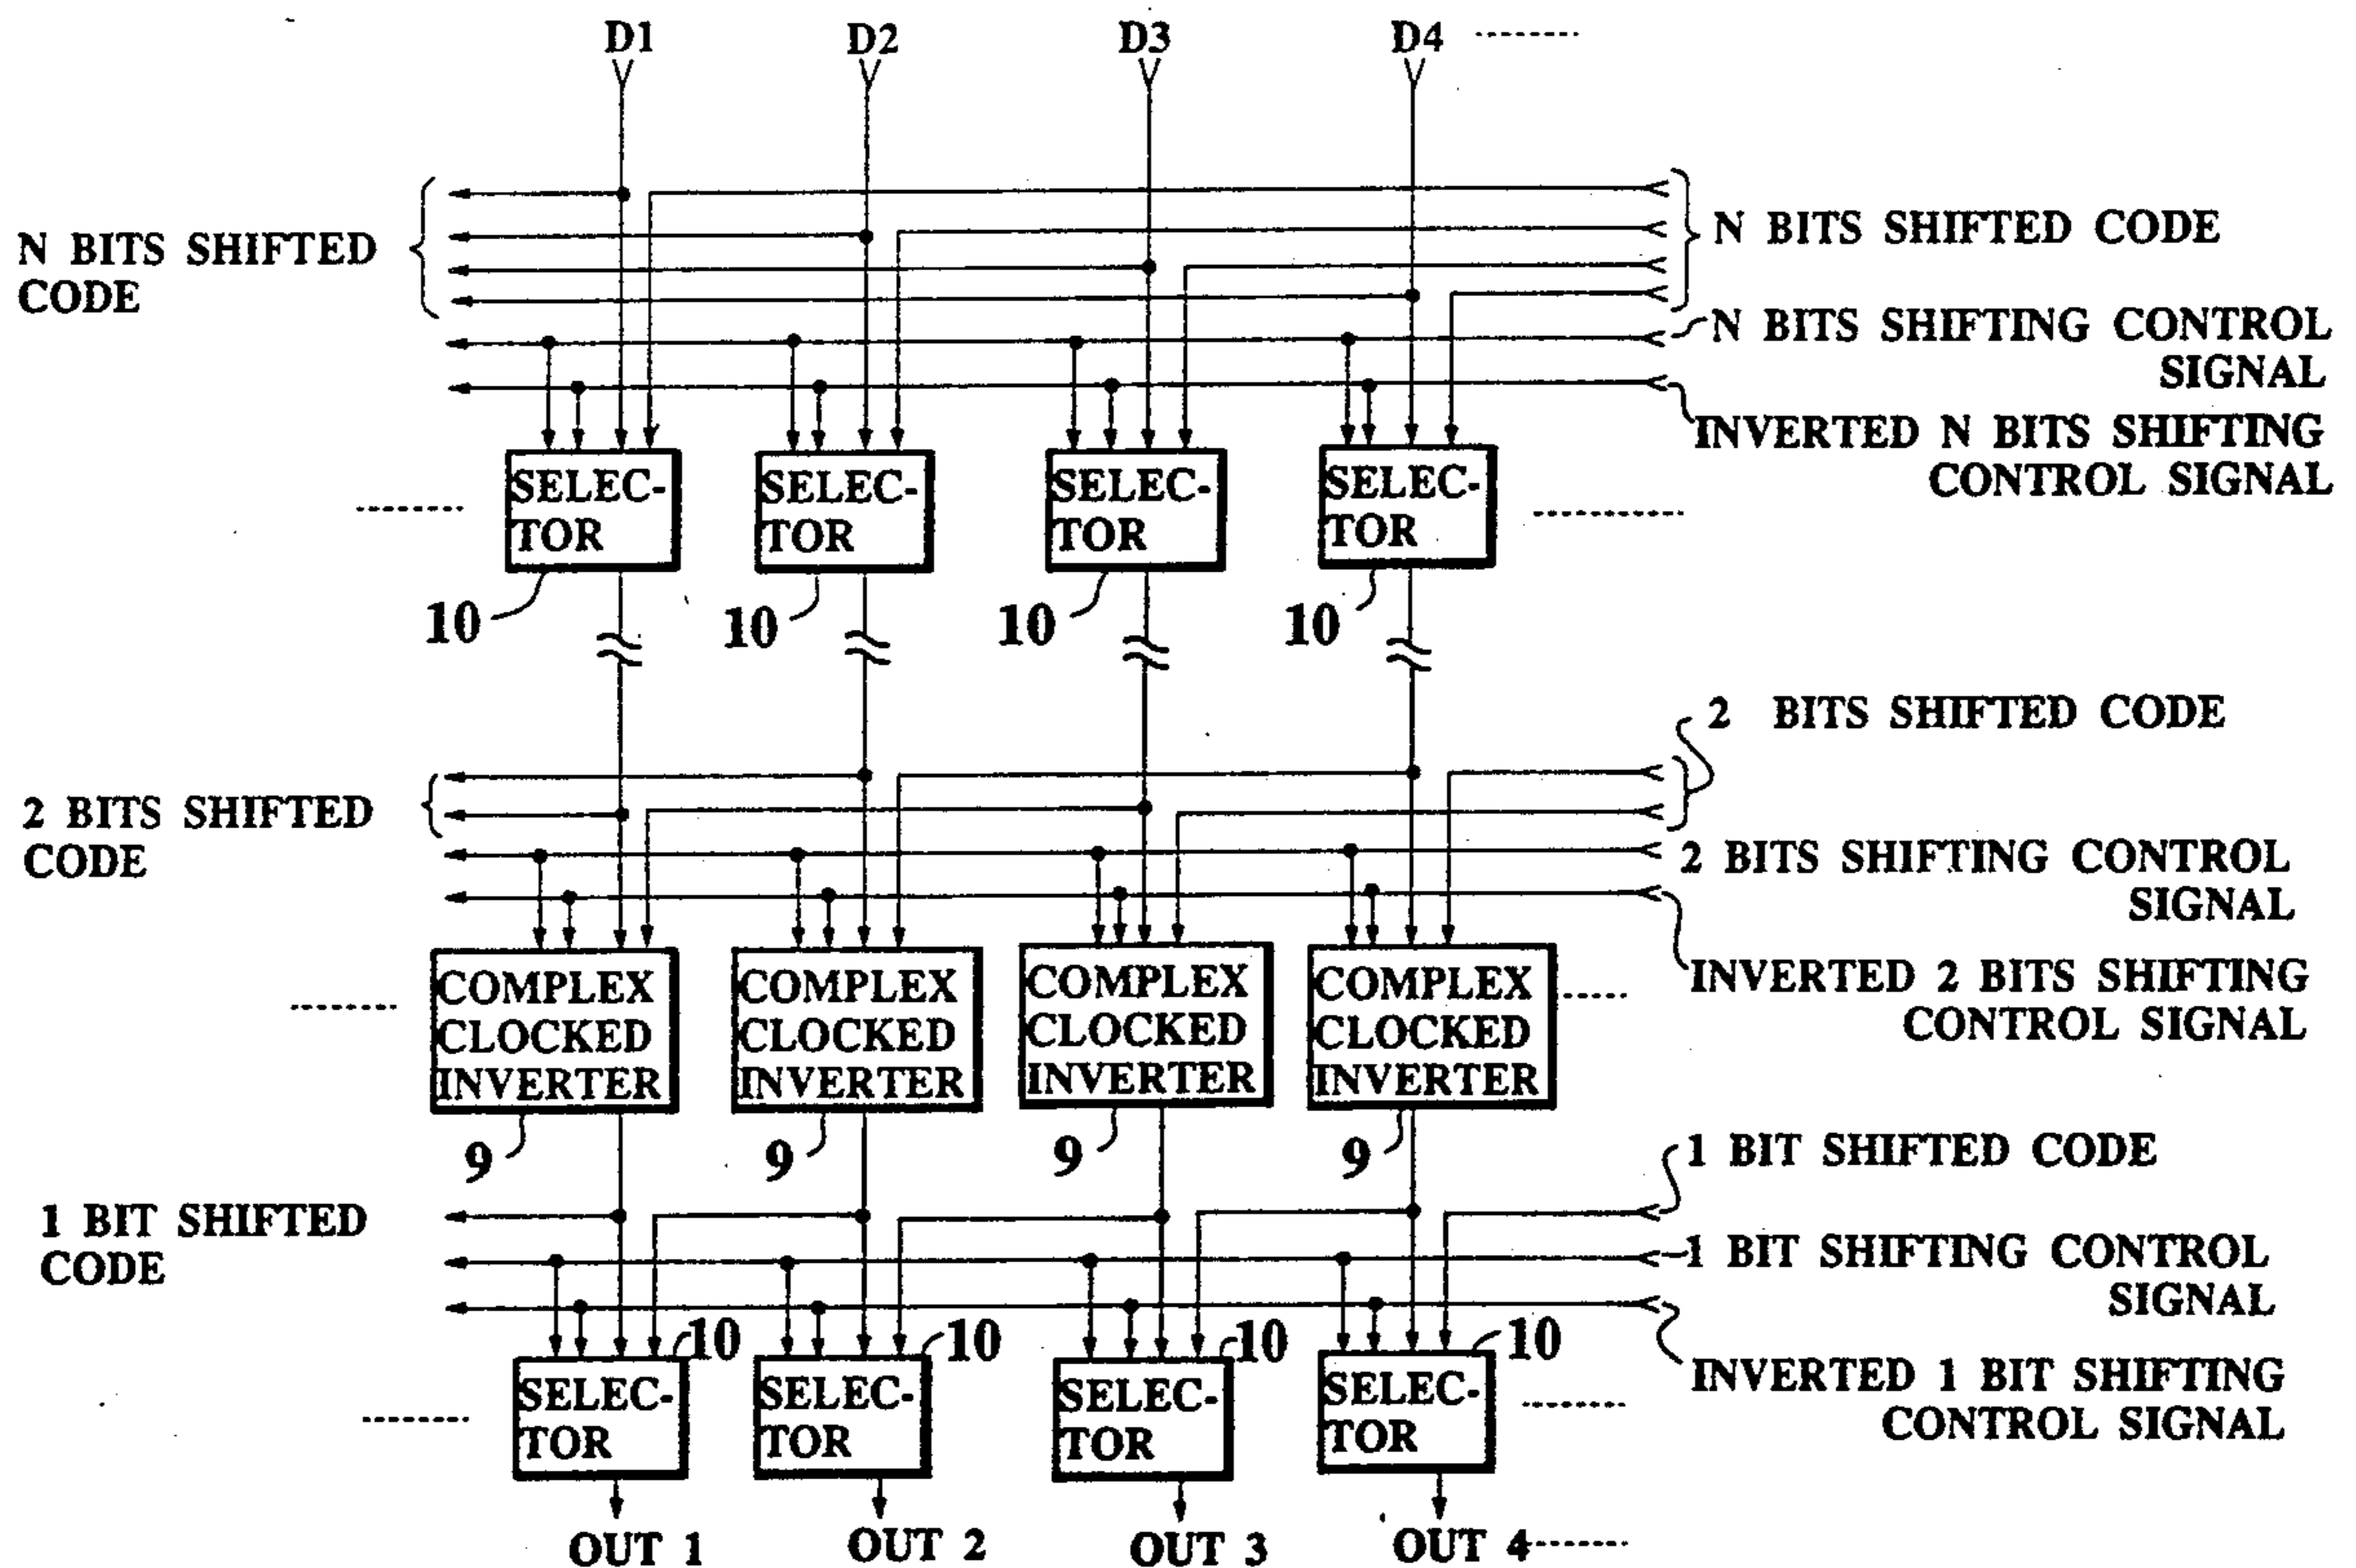 D1 D2 D3 D4
N BITS SHIFTED
CODE
N BITS SHIFTED CODE
N BITS SHIFTING CONTROL
SIGNAL
INVERTED N BITS SHIFTING
CONTROL SIGNAL
SELEC-
TOR
SELEC-
TOR
SELEC-
TOR
SELEC-
TOR
10 10 10 10
2 BITS SHIFTED CODE
2 BITS SHIFTED
CODE
2 BITS SHIFTING CONTROL
SIGNAL
INVERTED 2 BITS SHIFTING
CONTROL SIGNAL
COMPLEX
CLOCKED
INVERTER
COMPLEX
CLOCKED
INVERTER
COMPLEX
CLOCKED
INVERTER
COMPLEX
CLOCKED
INVERTER
9 9 9 9
1 BIT SHIFTED CODE
1 BIT SHIFTED
CODE
1 BIT SHIFTING CONTROL
SIGNAL
INVERTED 1 BIT SHIFTING
CONTROL SIGNAL
10 10 10 10
SELEC-
TOR
SELEC-
TOR
SELEC-
TOR
SELEC-
TOR
OUT 1 OUT 2 OUT 3 OUT 4